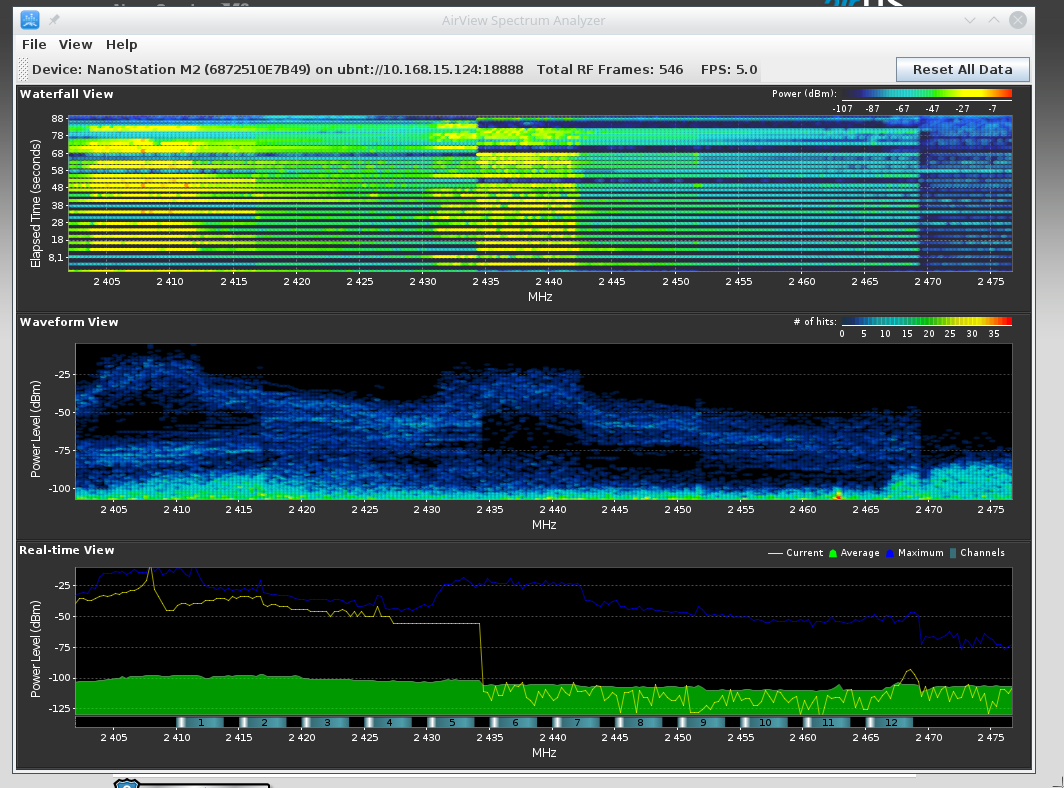 AirView Spectrum Analyzer
File View Help
Device: NanoStation M2 (6872510E7B49) on ubnt://10.168.15.124:18888 Total RF Frames: 546 FPS: 5.0 Reset All Data
Waterfall View
Power (dBm):
-107 -87 -67 -47 -27 -7
Elapsed Time (seconds)
88
78
68
58
48
38
28
18
8,1
2 405 2 410 2 415 2 420 2 425 2 430 2 435 2 440 2 445 2 450 2 455 2 460 2 465 2 470 2 475
MHz
Waveform View
# of hits:
0 5 10 15 20 25 30 35
Power Level (dBm)
-25
-50
-75
-100
2 405 2 410 2 415 2 420 2 425 2 430 2 435 2 440 2 445 2 450 2 455 2 460 2 465 2 470 2 475
MHz
Real-time View
Current Average Maximum Channels
Power Level (dBm)
-25
-50
-75
-100
-125
1 2 3 4 5 6 7 8 9 10 11 12
2 405 2 410 2 415 2 420 2 425 2 430 2 435 2 440 2 445 2 450 2 455 2 460 2 465 2 470 2 475
MHz